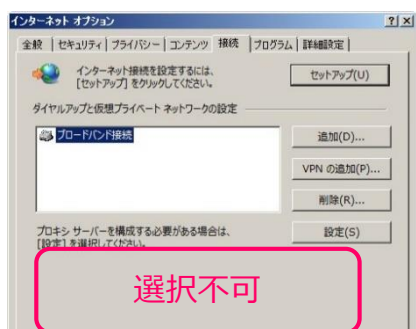 インターネット オプション
全般 セキュリティ プライバシー コンテンツ 接続 プログラム 詳細設定
インターネット接続を設定するには、
[セットアップ] をクリックしてください。
セットアップ(U)
ダイヤルアップと仮想プライベート ネットワークの設定
ブロードバンド接続
追加(D)...
VPN の追加(P)...
削除(R)...
プロキシ サーバーを構成する必要がある場合は、
[設定] を選択してください。
設定(S)
選択不可